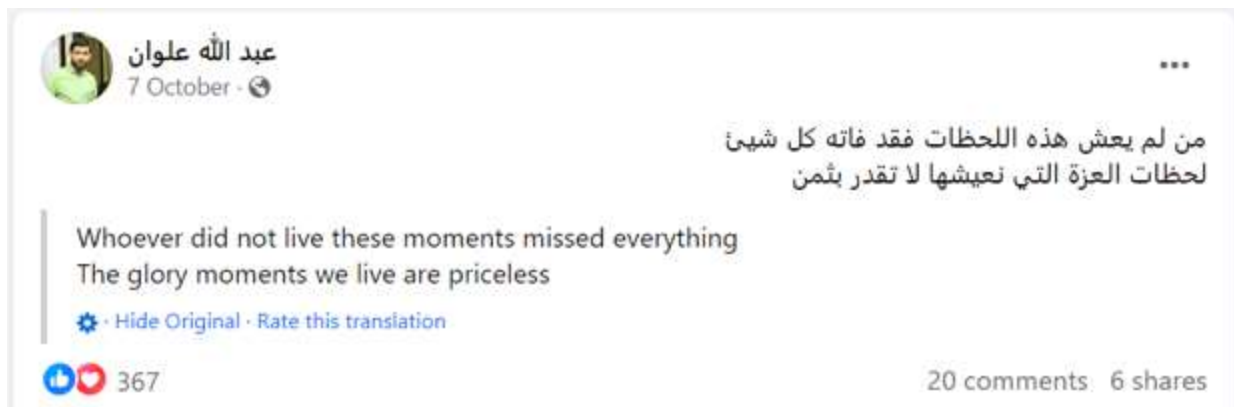 عبد الله علوان
7 October ·
من لم يعش هذه اللحظات فقد فاته كل شيئ
لحظات العزة التي نعيشها لا تقدر بثمن
Whoever did not live these moments missed everything
The glory moments we live are priceless
· Hide Original · Rate this translation
367
20 comments 6 shares